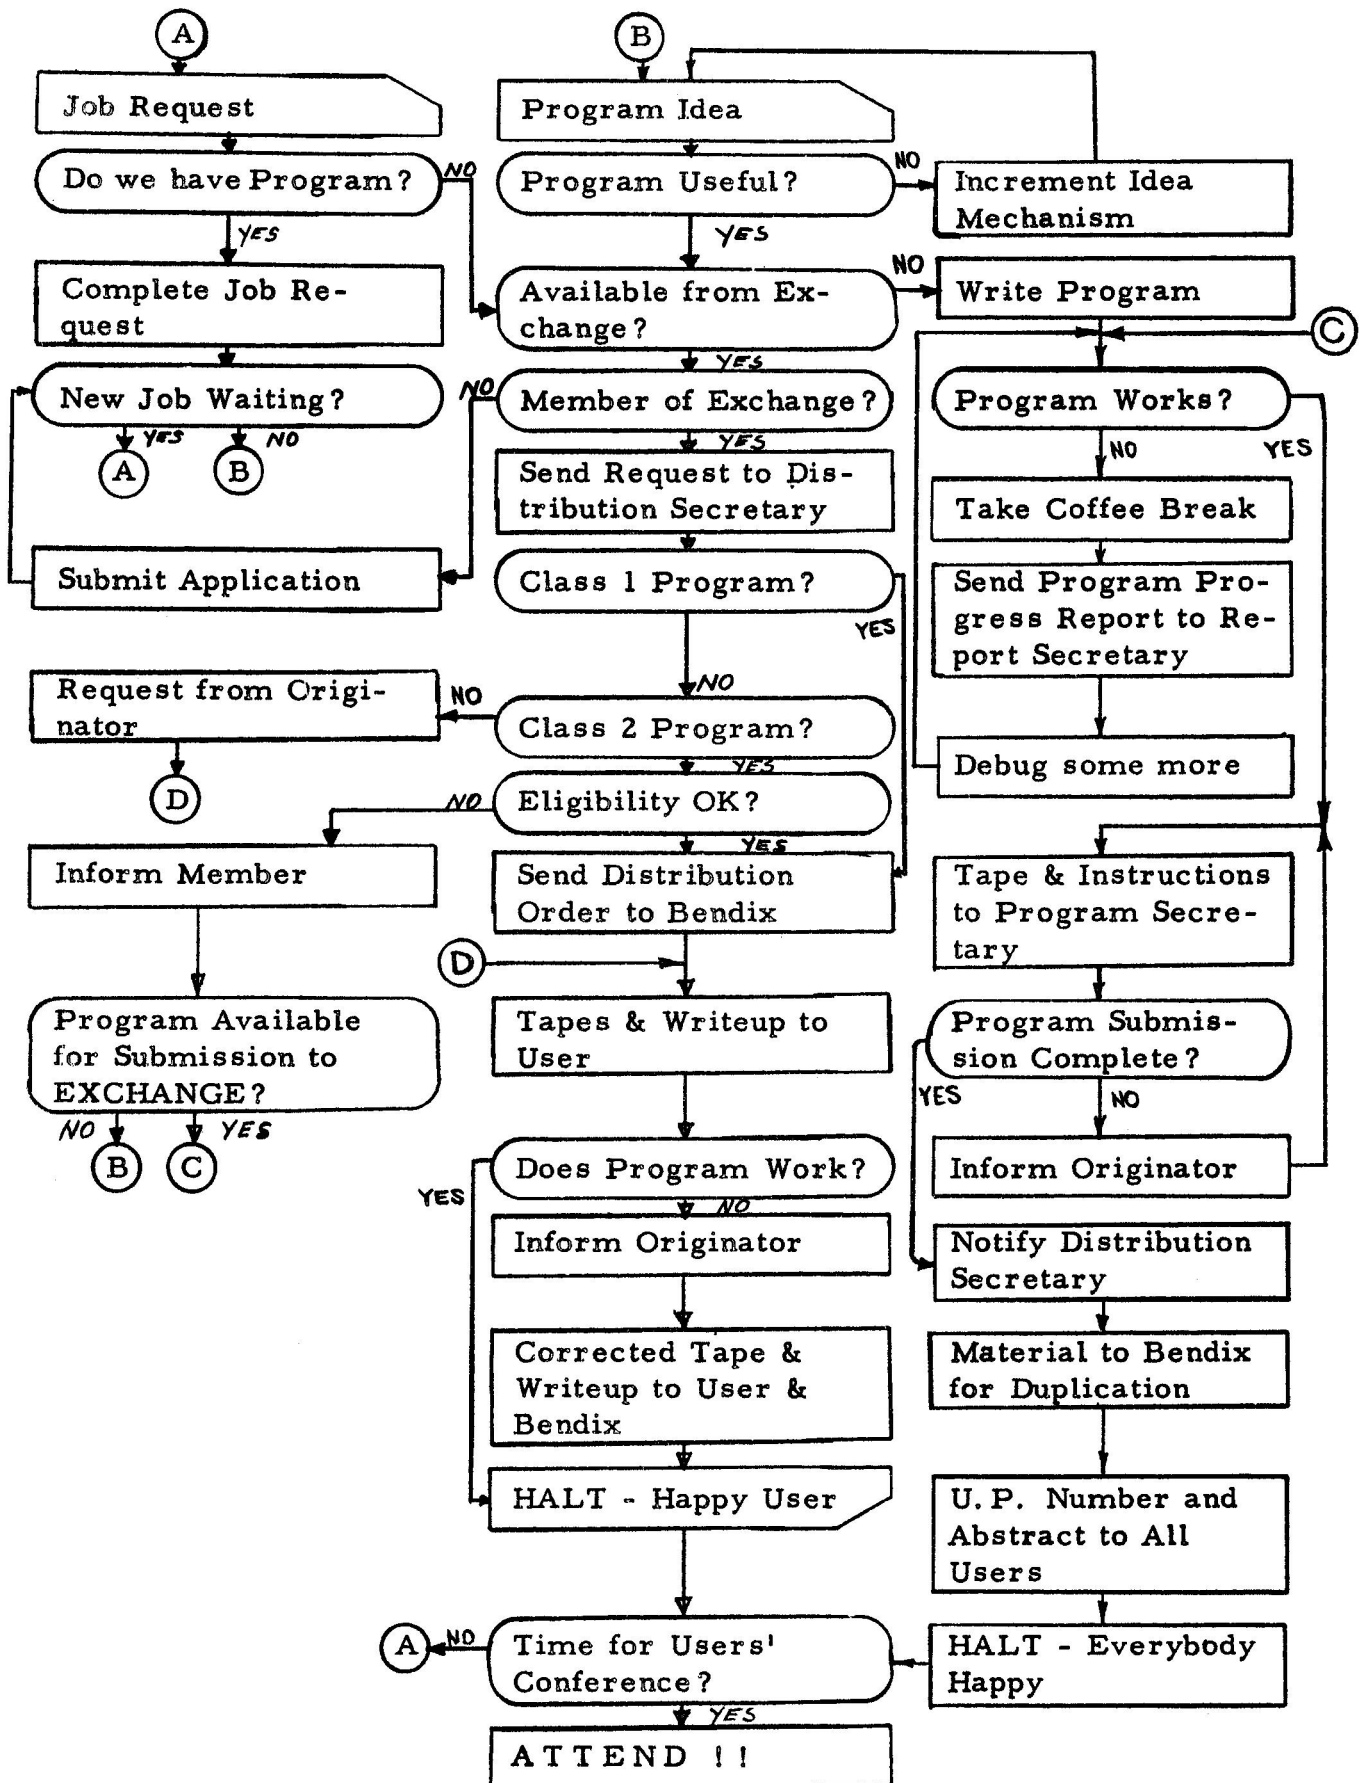 A
Job Request
Do we have Program?
NO
YES
Complete Job Re-
quest
New Job Waiting?
YES
NO
A
B
Submit Application
Request from Origi-
nator
D
Inform Member
Program Available
for Submission to
EXCHANGE?
NO
YES
B
C
B
Program Idea
Program Useful?
NO
YES
Available from Ex-
change?
NO
YES
Member of Exchange?
NO
YES
Send Request to Dis-
tribution Secretary
Class 1 Program?
YES
NO
Class 2 Program?
NO
YES
Eligibility OK?
NO
YES
Send Distribution
Order to Bendix
D
Tapes & Writeup to
User
Does Program Work?
YES
NO
Inform Originator
Corrected Tape &
Writeup to User &
Bendix
HALT - Happy User
Time for Users'
Conference?
A
NO
YES
ATTEND !!
Increment Idea
Mechanism
Write Program
C
Program Works?
YES
NO
Take Coffee Break
Send Program Pro-
gress Report to Re-
port Secretary
Debug some more
Tape & Instructions
to Program Secre-
tary
Program Submis-
sion Complete?
YES
NO
Inform Originator
Notify Distribution
Secretary
Material to Bendix
for Duplication
U. P. Number and
Abstract to All
Users
HALT - Everybody
Happy